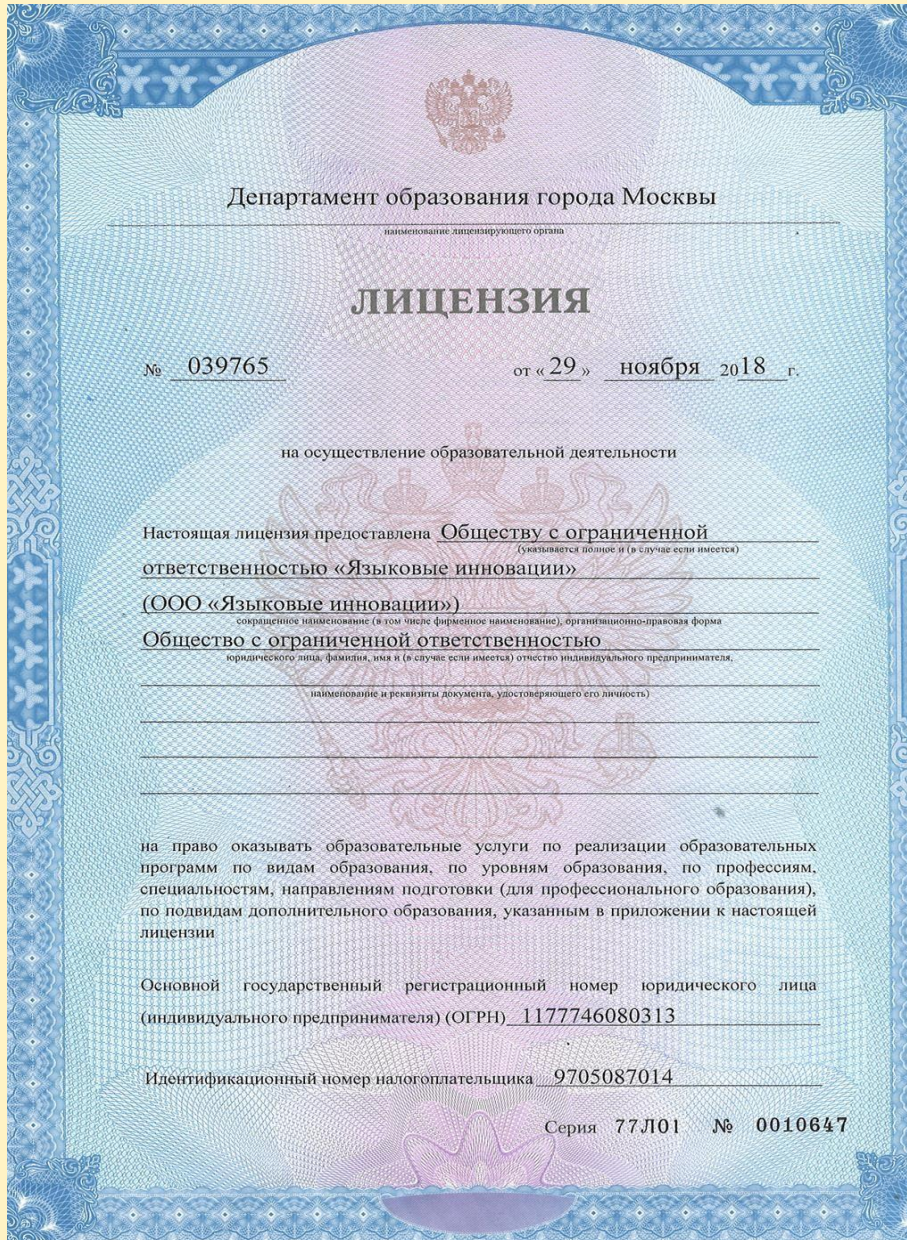 Департамент образования города Москвы
наименование лицензирующего органа
ЛИЦЕНЗИЯ
№ 039765 от «29» ноября 2018 г.
на осуществление образовательной деятельности
Настоящая лицензия предоставлена Обществу с ограниченной
(указывается полное и (в случае если имеется)
ответственностью «Языковые инновации»
(ООО «Языковые инновации»)
сокращенное наименование (в том числе фирменное наименование), организационно-правовая форма
Общество с ограниченной ответственностью
юридического лица, фамилия, имя и (в случае если имеется) отчество индивидуального предпринимателя,
наименование и реквизиты документа, удостоверяющего его личность)
на право оказывать образовательные услуги по реализации образовательных
программ по видам образования, по уровням образования, по профессиям,
специальностям, направлениям подготовки (для профессионального образования),
по подвидам дополнительного образования, указанным в приложении к настоящей
лицензии
Основной государственный регистрационный номер юридического лица
(индивидуального предпринимателя) (ОГРН) 1177746080313
Идентификационный номер налогоплательщика 9705087014
Серия 77Л01 № 0010647